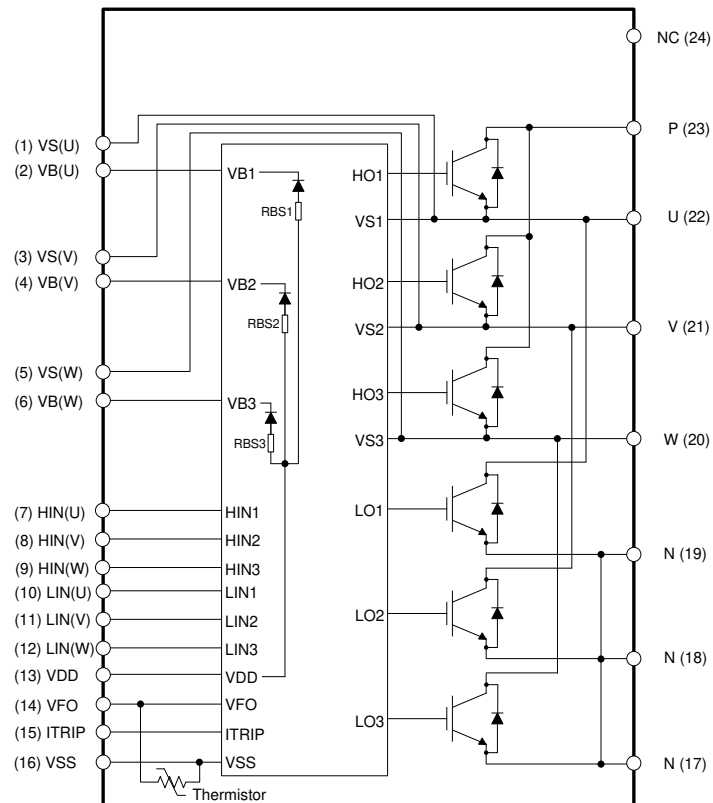 NC (24)
P (23)
(1) VS(U)
(2) VB(U)
VB1
HO1
RBS1
VS1
U (22)
(3) VS(V)
(4) VB(V)
VB2
HO2
RBS2
VS2
V (21)
(5) VS(W)
(6) VB(W)
VB3
HO3
RBS3
VS3
W (20)
(7) HIN(U)
HIN1
LO1
(8) HIN(V)
HIN2
(9) HIN(W)
HIN3
N (19)
(10) LIN(U)
LIN1
(11) LIN(V)
LIN2
LO2
(12) LIN(W)
LIN3
N (18)
(13) VDD
VDD
(14) VFO
VFO
LO3
(15) ITRIP
ITRIP
(16) VSS
VSS
N (17)
Thermistor